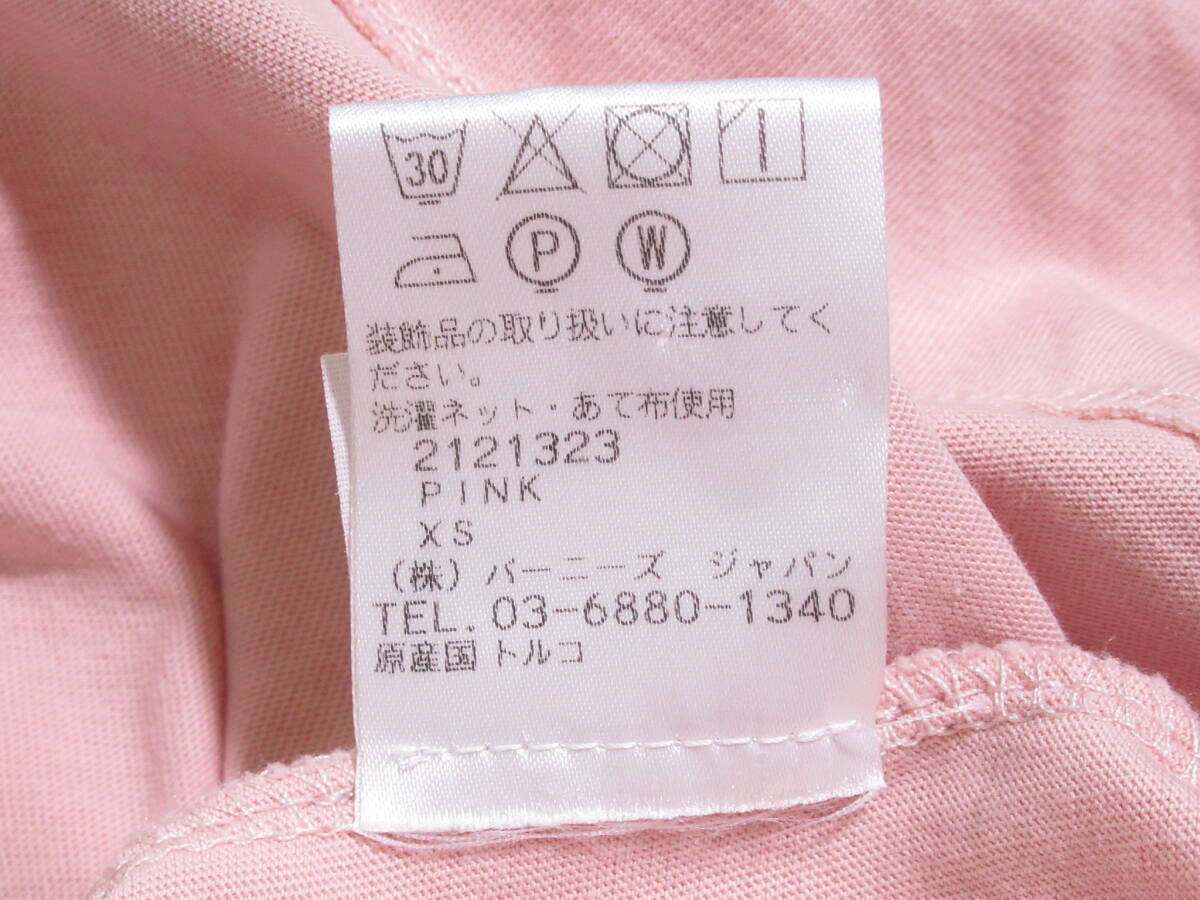 30
P W
装飾品の取り扱いに注意してく
ださい。
洗濯ネット・あて布使用
2121323
PINK
XS
(株) バーニーズ ジャパン
TEL. 03-6880-1340
原産国 トルコ